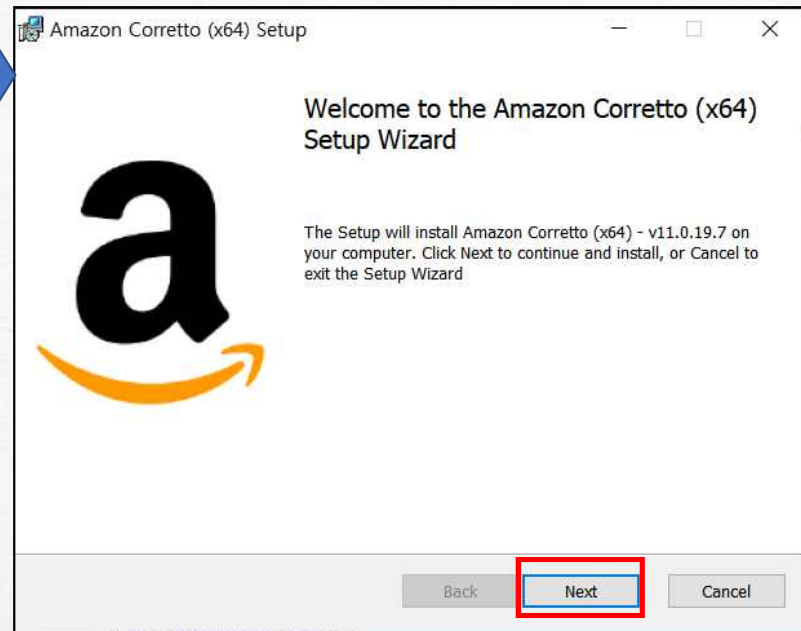 Amazon Corretto (x64) Setup
Welcome to the Amazon Corretto (x64)
Setup Wizard
a
The Setup will install Amazon Corretto (x64) - v11.0.19.7 on
your computer. Click Next to continue and install, or Cancel to
exit the Setup Wizard
Back
Next
Cancel